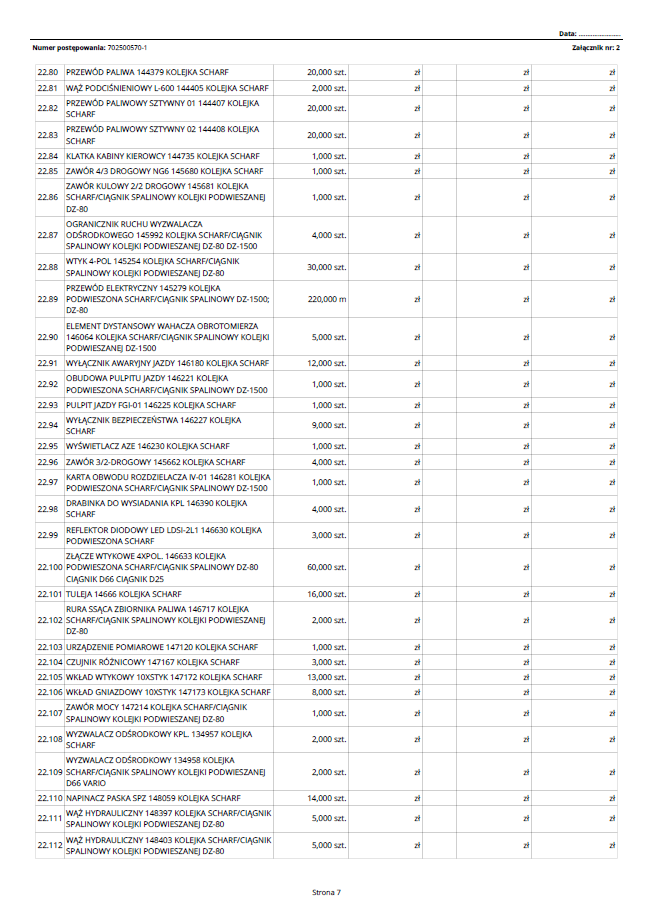 Data: ........................
Numer postępowania: 702500570-1 Załącznik nr: 2
22.80 PRZEWÓD PALIWA 144379 KOLEJKA SCHARF 20,000 szt. zł zł zł
22.81 WĄŻ PODCIŚNIENIOWY L-600 144405 KOLEJKA SCHARF 2,000 szt. zł zł zł
22.82 PRZEWÓD PALIWOWY SZTYWNY 01 144407 KOLEJKA
SCHARF 20,000 szt. zł zł zł
22.83 PRZEWÓD PALIWOWY SZTYWNY 02 144408 KOLEJKA
SCHARF 20,000 szt. zł zł zł
22.84 KLATKA KABINY KIEROWCY 144735 KOLEJKA SCHARF 1,000 szt. zł zł zł
22.85 ZAWÓR 4/3 DROGOWY NG6 145680 KOLEJKA SCHARF 1,000 szt. zł zł zł
22.86 ZAWÓR KULOWY 2/2 DROGOWY 145681 KOLEJKA
SCHARF/CIĄGNIK SPALINOWY KOLEJKI PODWIESZANEJ
DZ-80 1,000 szt. zł zł zł
22.87 OGRANICZNIK RUCHU WYZWALACZA
ODŚRODKOWEGO 145992 KOLEJKA SCHARF/CIĄGNIK
SPALINOWY KOLEJKI PODWIESZANEJ DZ-80 DZ-1500 4,000 szt. zł zł zł
22.88 WTYK 4-POL 145254 KOLEJKA SCHARF/CIĄGNIK
SPALINOWY KOLEJKI PODWIESZANEJ DZ-80 30,000 szt. zł zł zł
22.89 PRZEWÓD ELEKTRYCZNY 145279 KOLEJKA
PODWIESZONA SCHARF/CIĄGNIK SPALINOWY DZ-1500;
DZ-80 220,000 m zł zł zł
22.90 ELEMENT DYSTANSOWY WAHACZA OBROTOMIERZA
146064 KOLEJKA SCHARF/CIĄGNIK SPALINOWY KOLEJKI
PODWIESZANEJ DZ-1500 5,000 szt. zł zł zł
22.91 WYŁĄCZNIK AWARYJNY JAZDY 146180 KOLEJKA SCHARF 12,000 szt. zł zł zł
22.92 OBUDOWA PULPITU JAZDY 146221 KOLEJKA
PODWIESZONA SCHARF/CIĄGNIK SPALINOWY DZ-1500 1,000 szt. zł zł zł
22.93 PULPIT JAZDY FGI-01 146225 KOLEJKA SCHARF 1,000 szt. zł zł zł
22.94 WYŁĄCZNIK BEZPIECZEŃSTWA 146227 KOLEJKA
SCHARF 9,000 szt. zł zł zł
22.95 WYŚWIETLACZ AZE 146230 KOLEJKA SCHARF 1,000 szt. zł zł zł
22.96 ZAWÓR 3/2-DROGOWY 145662 KOLEJKA SCHARF 4,000 szt. zł zł zł
22.97 KARTA OBWODU ROZDZIELACZA IV-01 146281 KOLEJKA
PODWIESZONA SCHARF/CIĄGNIK SPALINOWY DZ-1500 1,000 szt. zł zł zł
22.98 DRABINKA DO WYSIADANIA KPL 146390 KOLEJKA
SCHARF 4,000 szt. zł zł zł
22.99 REFLEKTOR DIODOWY LED LDSI-2L1 146630 KOLEJKA
PODWIESZONA SCHARF 3,000 szt. zł zł zł
22.100 ZŁĄCZE WTYKOWE 4XPOL. 146633 KOLEJKA
PODWIESZONA SCHARF/CIĄGNIK SPALINOWY DZ-80
CIĄGNIK D66 CIĄGNIK D25 60,000 szt. zł zł zł
22.101 TULEJA 14666 KOLEJKA SCHARF 16,000 szt. zł zł zł
22.102 RURA SSĄCA ZBIORNIKA PALIWA 146717 KOLEJKA
SCHARF/CIĄGNIK SPALINOWY KOLEJKI PODWIESZANEJ
DZ-80 2,000 szt. zł zł zł
22.103 URZĄDZENIE POMIAROWE 147120 KOLEJKA SCHARF 1,000 szt. zł zł zł
22.104 CZUJNIK RÓŻNICOWY 147167 KOLEJKA SCHARF 3,000 szt. zł zł zł
22.105 WKŁAD WTYKOWY 10XSTYK 147172 KOLEJKA SCHARF 13,000 szt. zł zł zł
22.106 WKŁAD GNIAZDOWY 10XSTYK 147173 KOLEJKA SCHARF 8,000 szt. zł zł zł
22.107 ZAWÓR MOCY 147214 KOLEJKA SCHARF/CIĄGNIK
SPALINOWY KOLEJKI PODWIESZANEJ DZ-80 1,000 szt. zł zł zł
22.108 WYZWALACZ ODŚRODKOWY KPL. 134957 KOLEJKA
SCHARF 2,000 szt. zł zł zł
22.109 WYZWALACZ ODŚRODKOWY 134958 KOLEJKA
SCHARF/CIĄGNIK SPALINOWY KOLEJKI PODWIESZANEJ
D66 VARIO 2,000 szt. zł zł zł
22.110 NAPINACZ PASKA SPZ 148059 KOLEJKA SCHARF 14,000 szt. zł zł zł
22.111 WĄŻ HYDRAULICZNY 148397 KOLEJKA SCHARF/CIĄGNIK
SPALINOWY KOLEJKI PODWIESZANEJ DZ-80 5,000 szt. zł zł zł
22.112 WĄŻ HYDRAULICZNY 148403 KOLEJKA SCHARF/CIĄGNIK
SPALINOWY KOLEJKI PODWIESZANEJ DZ-80 5,000 szt. zł zł zł
Strona 7